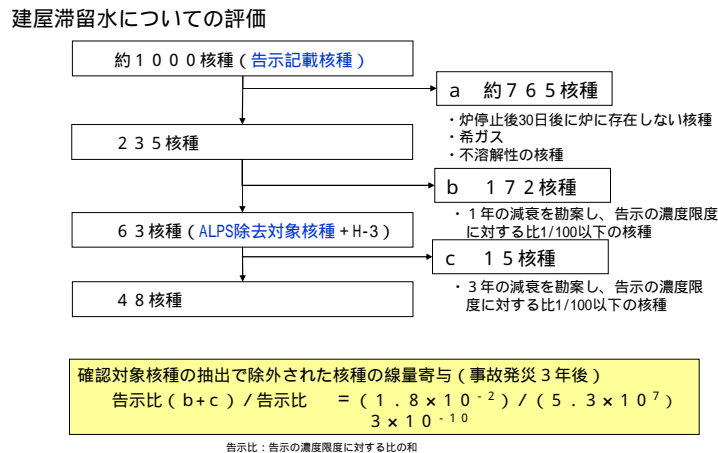 建屋滞留水についての評価
約1000核種(告示記載核種)
a 約765核種
・炉停止後30日後に炉に存在しない核種
・希ガス
・不溶解性の核種
235核種
b 172核種
・1年の減衰を勘案し、告示の濃度限度
に対する比1/100以下の核種
63核種(ALPS除去対象核種+H-3)
c 15核種
・3年の減衰を勘案し、告示の濃度限
度に対する比1/100以下の核種
48核種
確認対象核種の抽出で除外された核種の線量寄与(事故発災3年後)
告示比(b+c)/告示比 =(1.8×10⁻²)/(5.3×10⁷)
3×10⁻¹⁰
告示比:告示の濃度限度に対する比の和